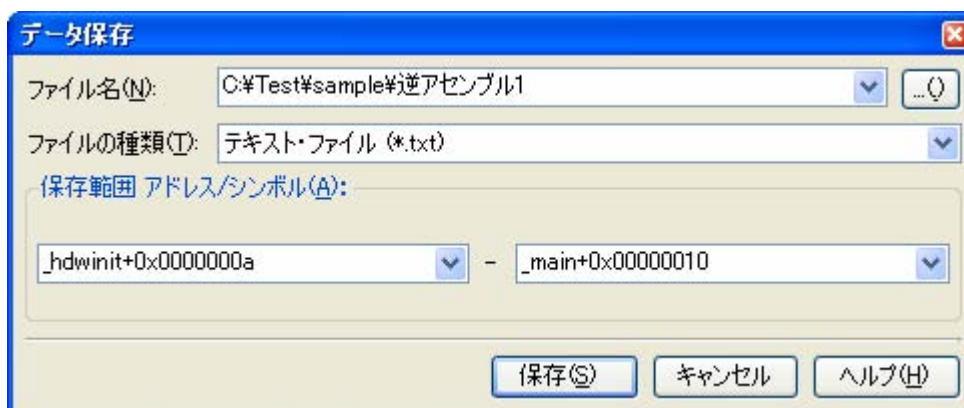 データ保存
ファイル名(N): C:¥Test¥sample¥逆アセンブル1 ...()
ファイルの種類(T): テキスト・ファイル (*.txt)
保存範囲 アドレス/シンボル(A):
_hdwinit+0x0000000a - _main+0x00000010
保存(S) キャンセル ヘルプ(H)